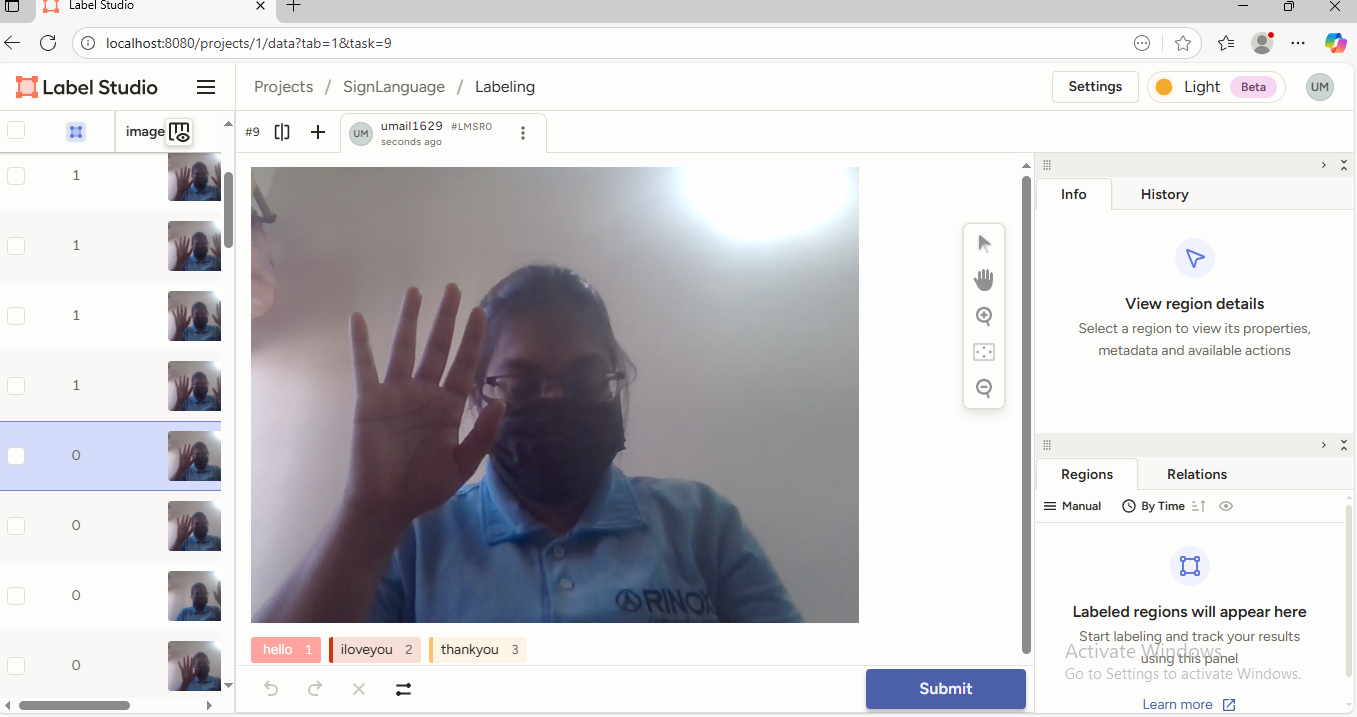 Label Studio
localhost:8080/projects/1/data?tab=1&task=9
Label Studio
Projects / SignLanguage / Labeling
Settings
Light Beta
UM
image
#9
UM
umail1629 #LMSR0
seconds ago
1
1
1
1
0
0
0
0
RINOX
hello 1
iloveyou 2
thankyou 3
Submit
Info
History
View region details
Select a region to view its properties,
metadata and available actions
Regions
Relations
Manual
By Time
Labeled regions will appear here
Start labeling and track your results
using this panel
Activate Windows
Go to Settings to activate Windows.
Learn more